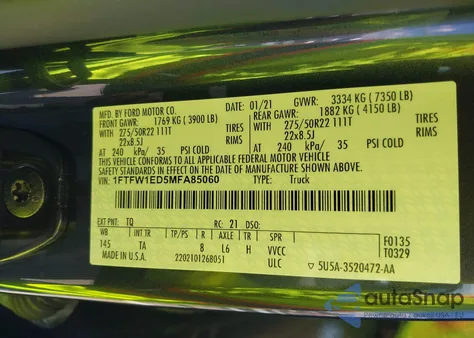 MFD. BY FORD MOTOR CO. 01/21 GVWR: 3334 KG ( 7350 LB)
FRONT GAWR: 1769 KG ( 3900 LB) REAR GAWR: 1882 KG ( 4150 LB)
WITH 275/50R22 111T TIRES WITH 275/50R22 111T TIRES
22x8.5J RIMS 22x8.5J RIMS
AT 240 kPa/ 35 PSI COLD AT 240 kPa/ 35 PSI COLD
THIS VEHICLE CONFORMS TO ALL APPLICABLE FEDERAL MOTOR VEHICLE
SAFETY STANDARDS IN EFFECT ON THE DATE OF MANUFACTURE SHOWN ABOVE.
VIN: 1FTFW1ED5MFA85060 TYPE: Truck
EXT PNT: TQ RC: 21 DSO:
WB INT TR TP/PS R AXLE TR SPR F0135
145 TA 8 L6 H VVCC T0329
2202101268051 ULC 5U5A-3520472-AA
autoSnap